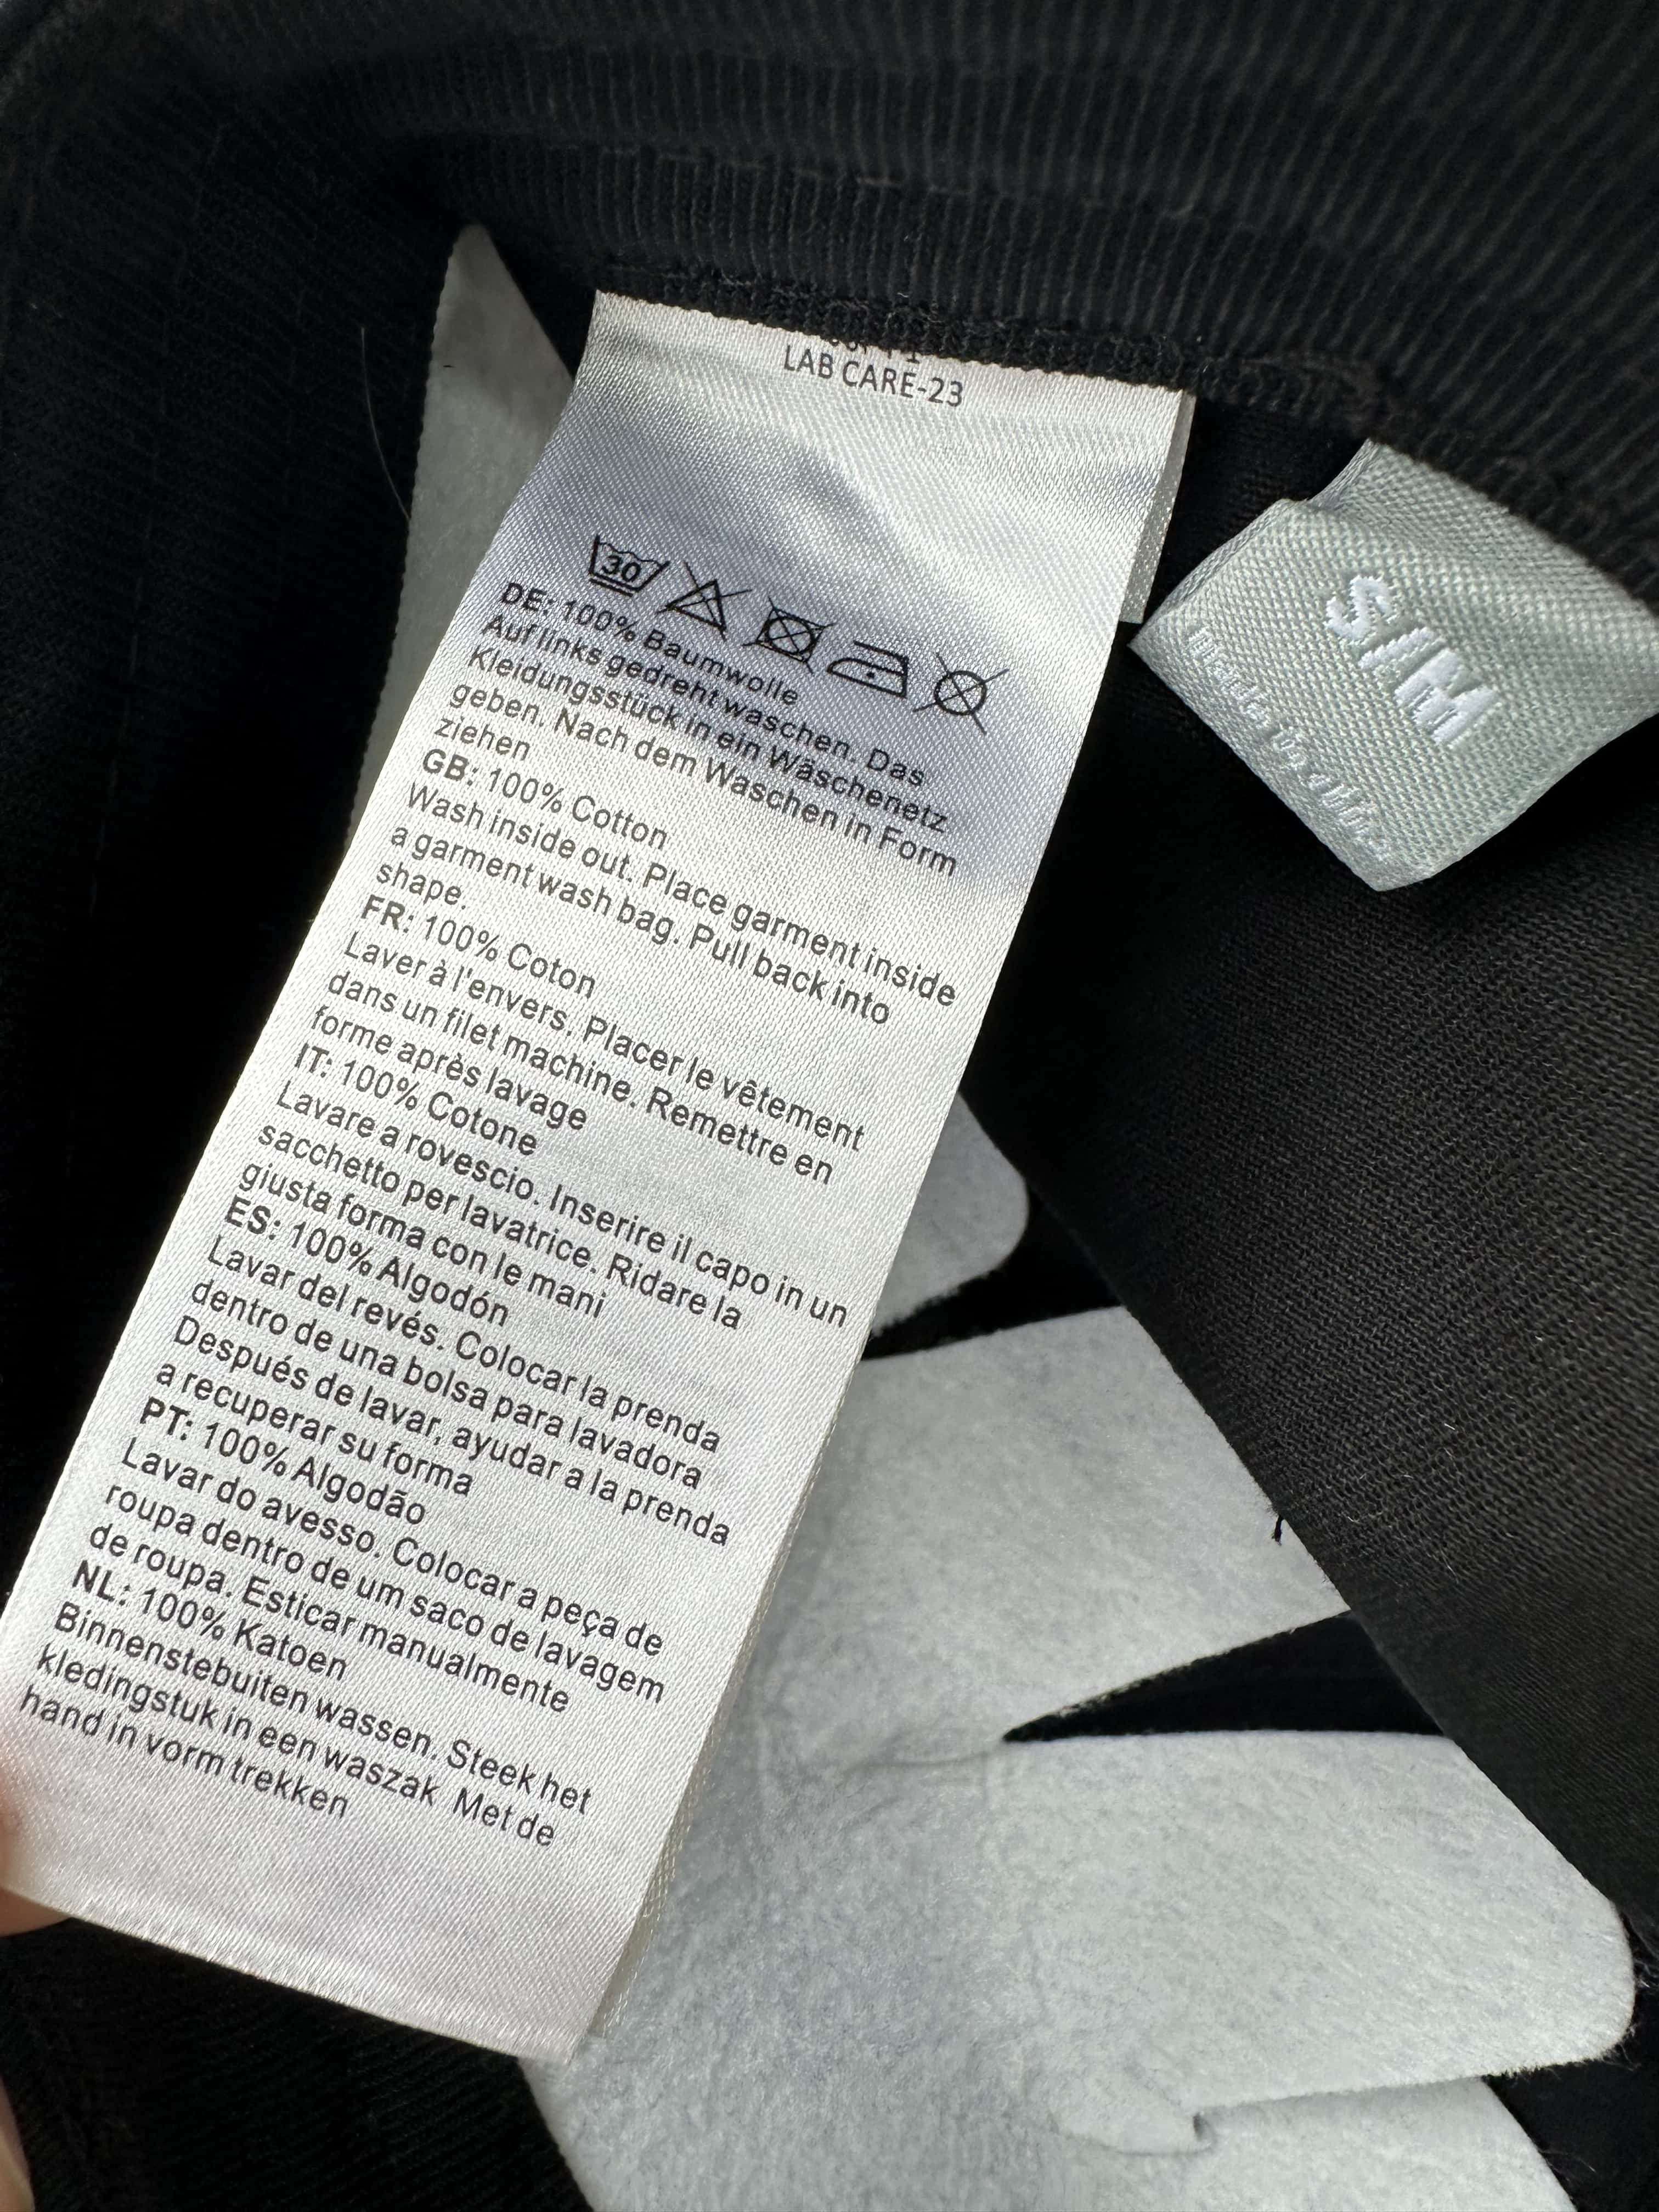 LAB CARE-23
30
DE: 100% Baumwolle
Auf links gedreht waschen. Das
Kleidungsstück in ein Wäschenetz
geben. Nach dem Waschen in Form
ziehen
GB: 100% Cotton
Wash inside out. Place garment inside
a garment wash bag. Pull back into
shape.
FR: 100% Coton
Laver à l'envers. Placer le vêtement
dans un filet machine. Remettre en
forme après lavage
IT: 100% Cotone
Lavare a rovescio. Inserire il capo in un
sacchetto per lavatrice. Ridare la
giusta forma con le mani
ES: 100% Algodón
Lavar del revés. Colocar la prenda
dentro de una bolsa para lavadora
Después de lavar, ayudar a la prenda
a recuperar su forma
PT: 100% Algodão
Lavar do avesso. Colocar a peça de
roupa dentro de um saco de lavagem
de roupa. Esticar manualmente
NL: 100% Katoen
Binnenstebuiten wassen. Steek het
kledingstuk in een waszak Met de
hand in vorm trekken
S/M